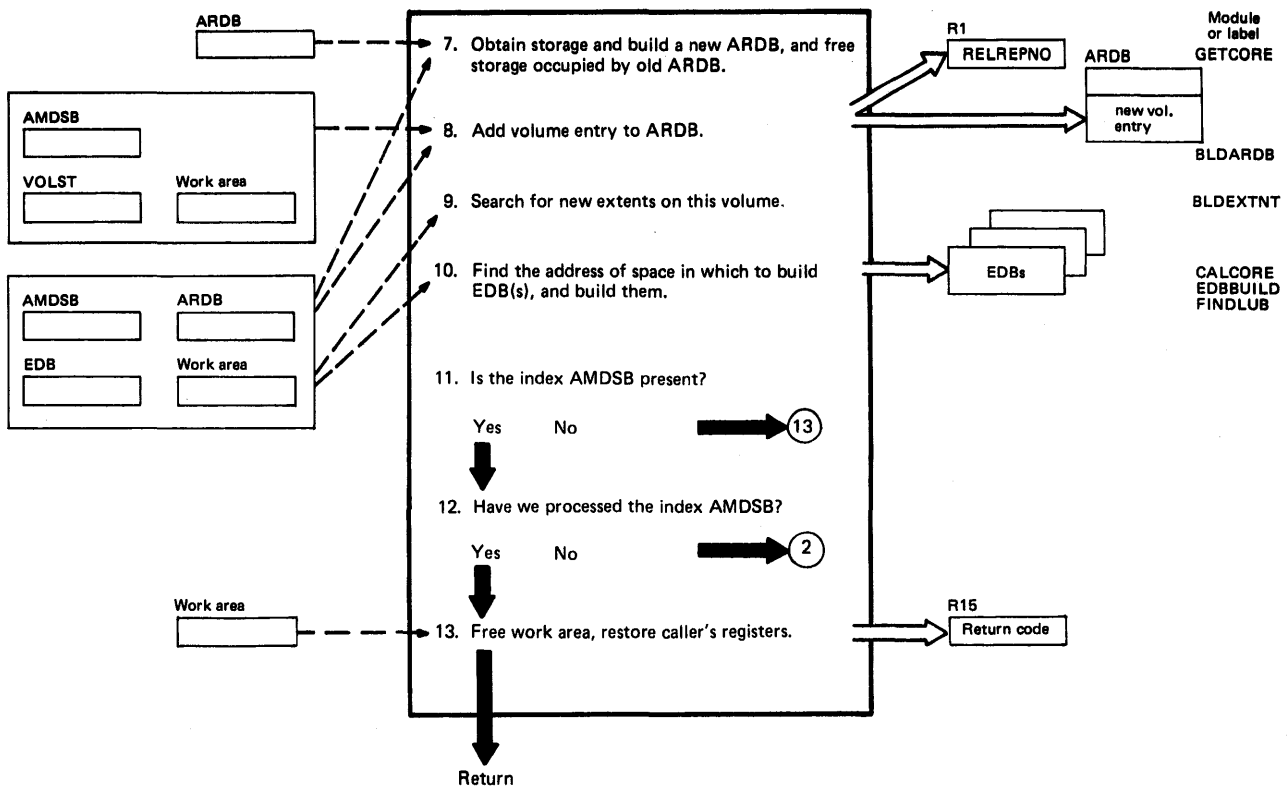 ARDB
7. Obtain storage and build a new ARDB, and free
storage occupied by old ARDB.
R1
RELREPNO
ARDB
Module
or label
GETCORE
new vol.
entry
AMDSB
VOLST
Work area
8. Add volume entry to ARDB.
BLDARDB
9. Search for new extents on this volume.
BLDEXTNT
AMDSB
ARDB
EDB
Work area
10. Find the address of space in which to build
EDB(s), and build them.
EDBs
CALCORE
EDBBUILD
FINDLUB
11. Is the index AMDSB present?
Yes No 13
12. Have we processed the index AMDSB?
Yes No 2
Work area
13. Free work area, restore caller's registers.
R15
Return code
Return